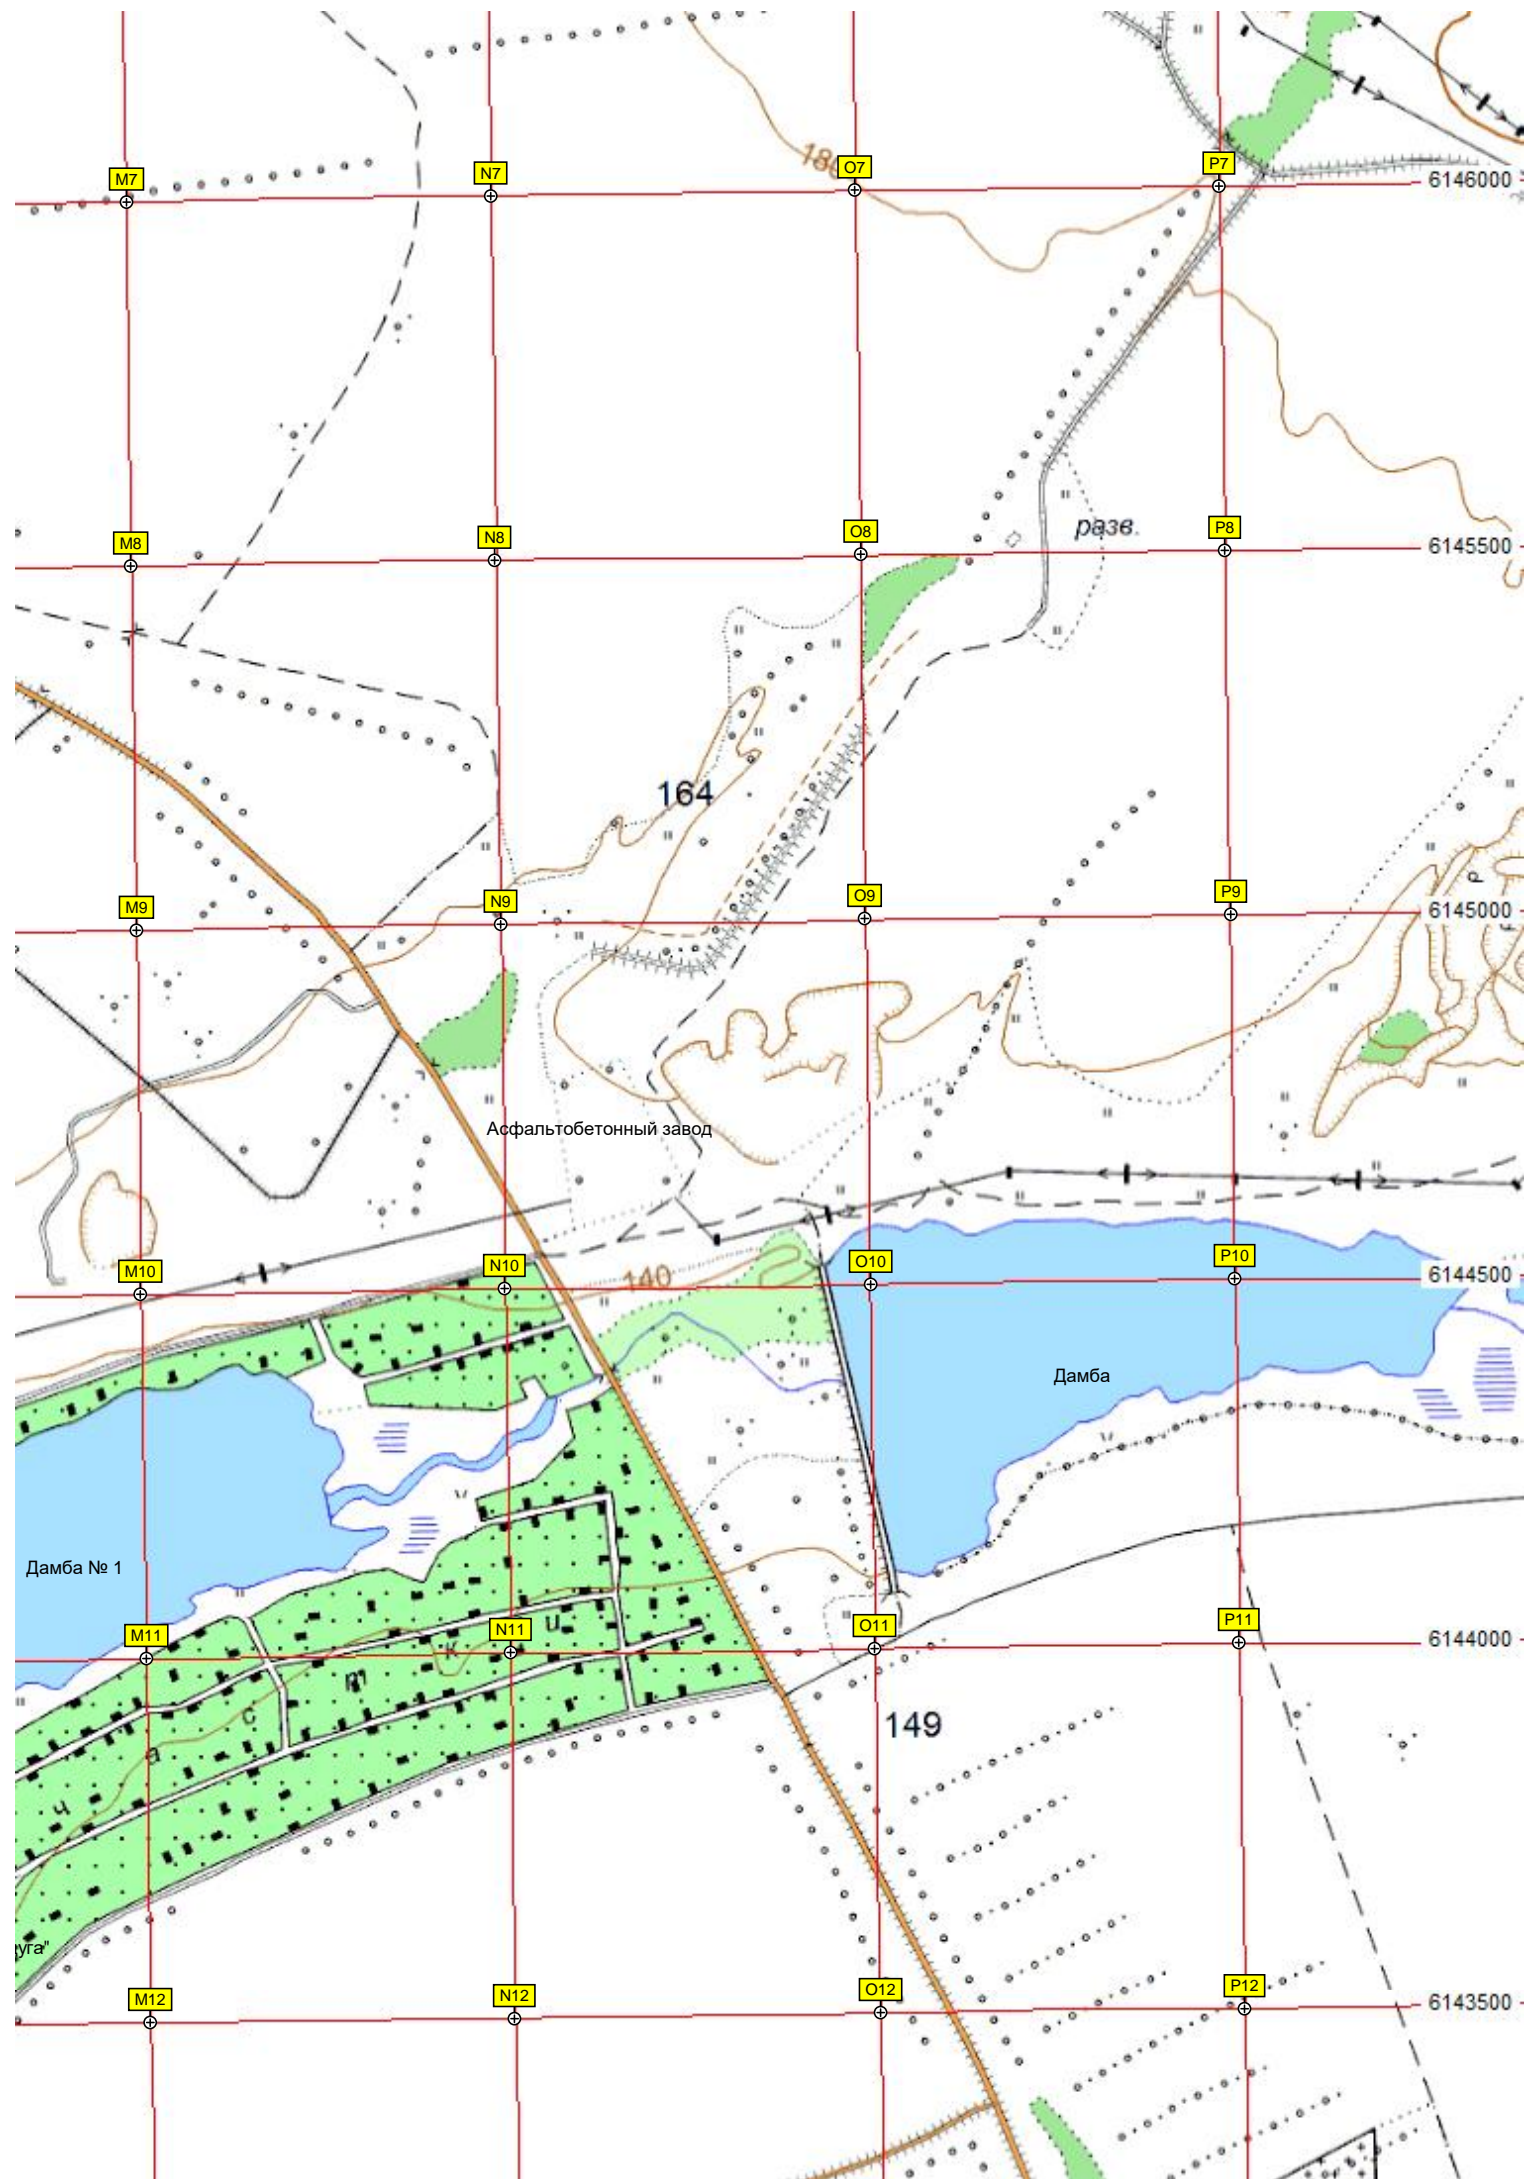 M7
N7
180
O7
P7
6146000
M8
N8
O8
разв.
P8
6145500
164
M9
N9
O9
P9
6145000
Асфальтобетонный завод
M10
N10
140
O10
P10
6144500
Дамба
Дамба № 1
M11
N11
O11
P11
6144000
ч а с т к и
149
уга"
M12
N12
O12
P12
6143500